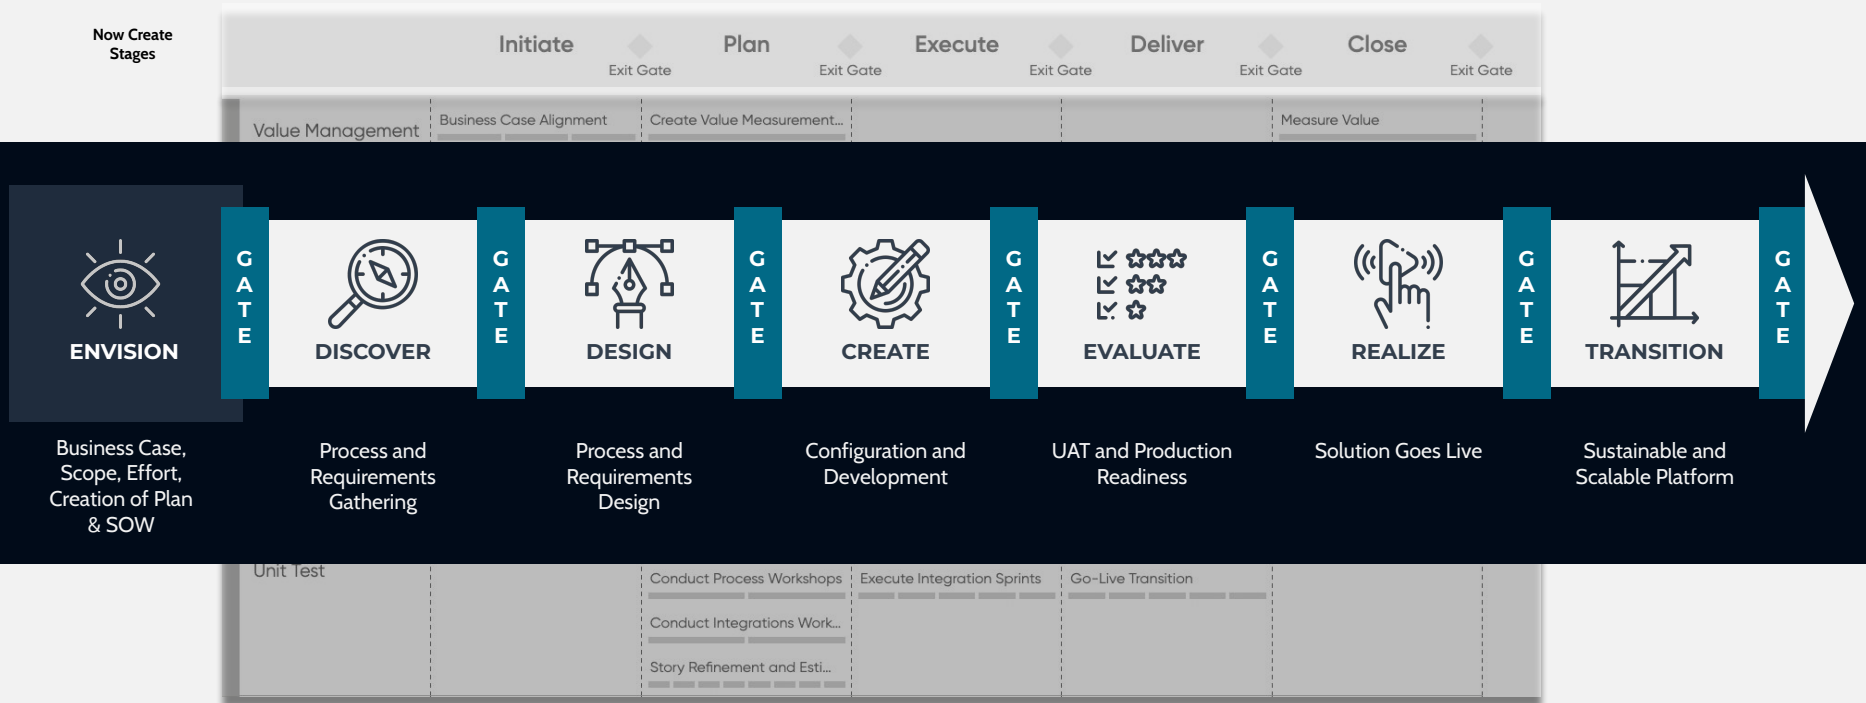 Now Create
Stages
Initiate
Plan
Execute
Deliver
Close
Exit Gate
Exit Gate
Exit Gate
Exit Gate
Exit Gate
Value Management
Business Case Alignment
Create Value Measurement...
Measure Value
GATE
GATE
GATE
GATE
GATE
GATE
GATE
ENVISION
DISCOVER
DESIGN
CREATE
EVALUATE
REALIZE
TRANSITION
Business Case,
Scope, Effort,
Creation of Plan
& SOW
Process and
Requirements
Gathering
Process and
Requirements
Design
Configuration and
Development
UAT and Production
Readiness
Solution Goes Live
Sustainable and
Scalable Platform
Unit Test
Conduct Process Workshops
Execute Integration Sprints
Go-Live Transition
Conduct Integrations Work...
Story Refinement and Esti...